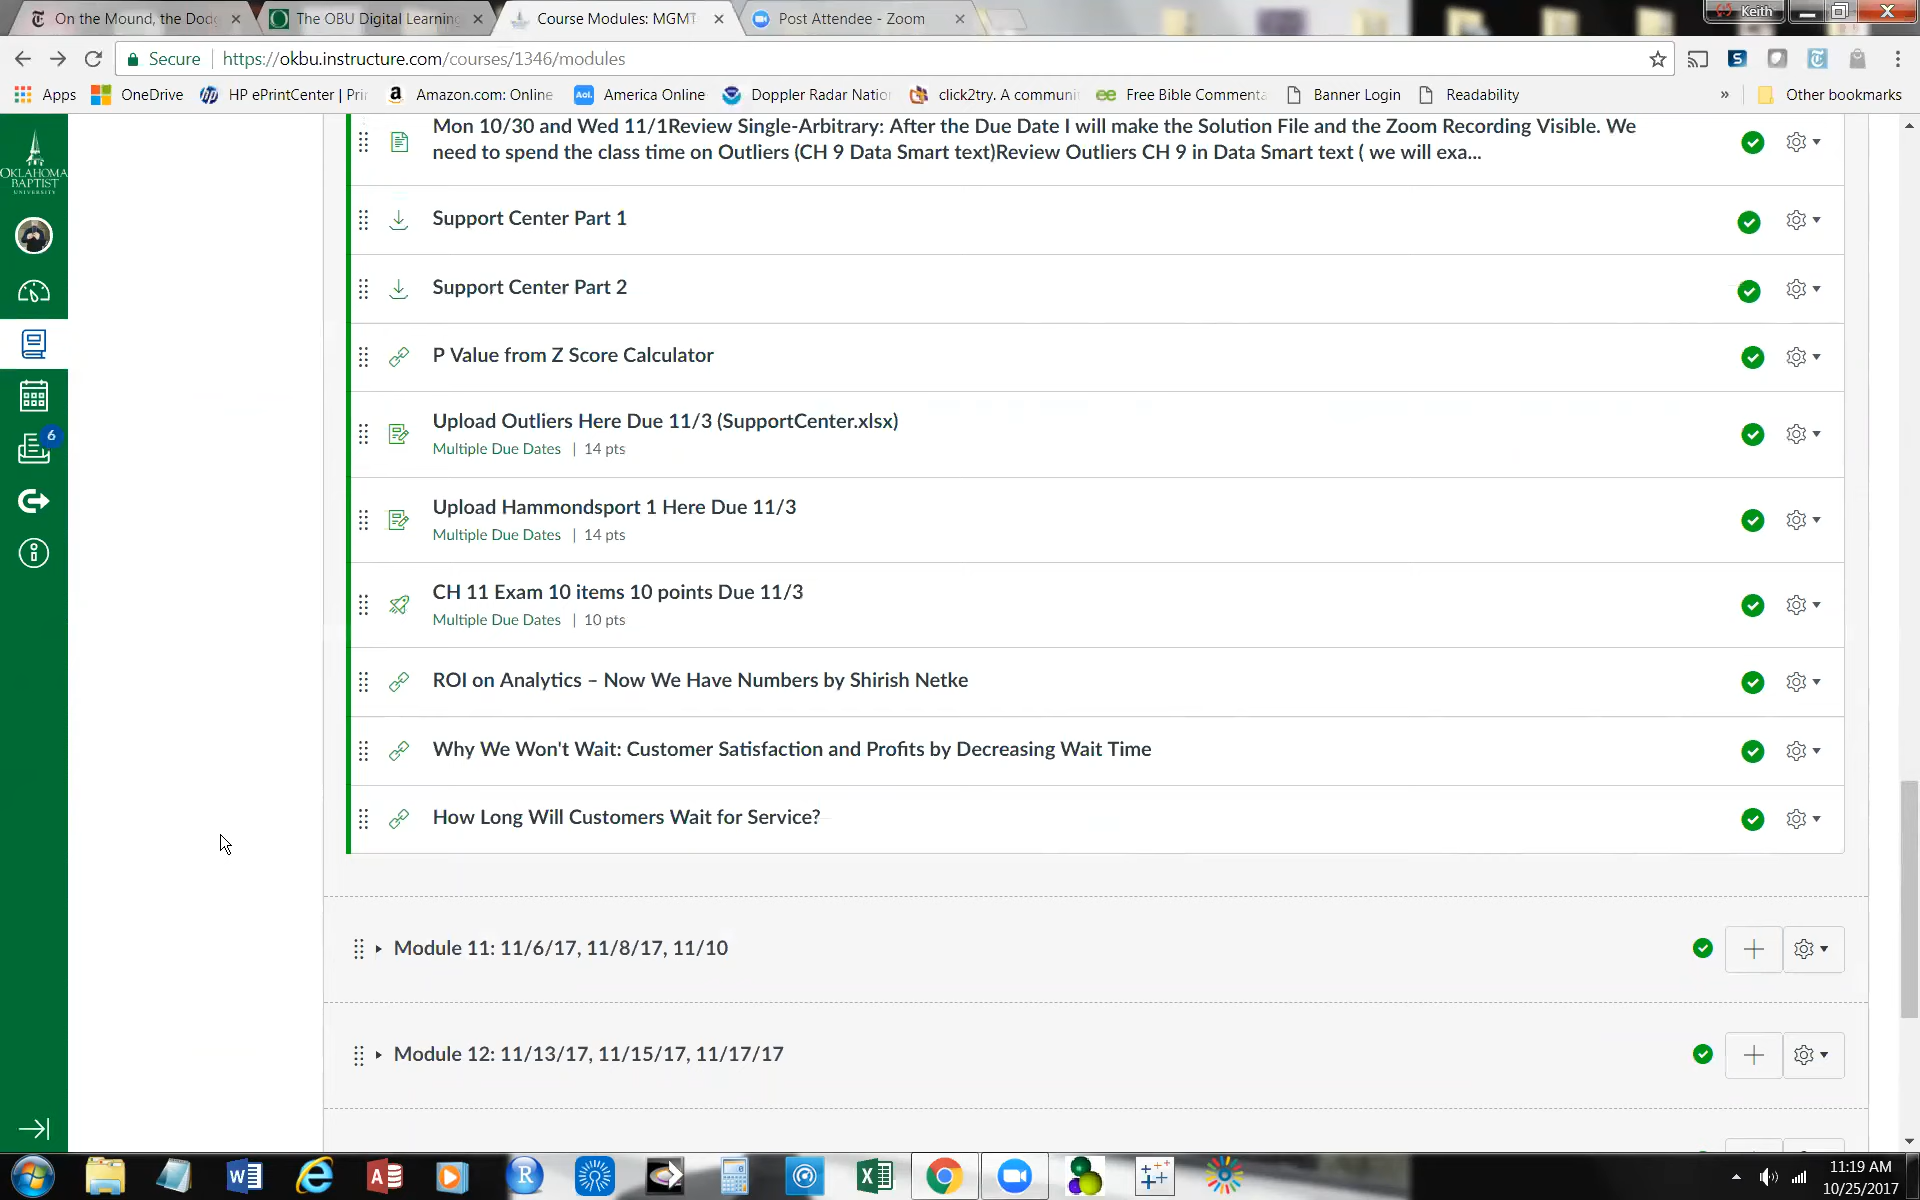 On the Mound, the Dod
The OBU Digital Learning
Course Modules: MGMT
Post Attendee - Zoom
Keith
Secure
https://okbu.instructure.com/courses/1346/modules
Apps
OneDrive
HP ePrintCenter | Pri
Amazon.com: Online
Aol.
America Online
Doppler Radar Natio
click2try. A communi
Free Bible Commenta
Banner Login
Readability
»
Other bookmarks
OKLAHOMA
BAPTIST
UNIVERSITY
6
Mon 10/30 and Wed 11/1Review Single-Arbitrary: After the Due Date I will make the Solution File and the Zoom Recording Visible. We
need to spend the class time on Outliers (CH 9 Data Smart text)Review Outliers CH 9 in Data Smart text ( we will exa...
Support Center Part 1
Support Center Part 2
P Value from Z Score Calculator
Upload Outliers Here Due 11/3 (SupportCenter.xlsx)
Multiple Due Dates | 14 pts
Upload Hammondsport 1 Here Due 11/3
Multiple Due Dates | 14 pts
CH 11 Exam 10 items 10 points Due 11/3
Multiple Due Dates | 10 pts
ROI on Analytics – Now We Have Numbers by Shirish Netke
Why We Won't Wait: Customer Satisfaction and Profits by Decreasing Wait Time
How Long Will Customers Wait for Service?
Module 11: 11/6/17, 11/8/17, 11/10
Module 12: 11/13/17, 11/15/17, 11/17/17
11:19 AM
10/25/2017